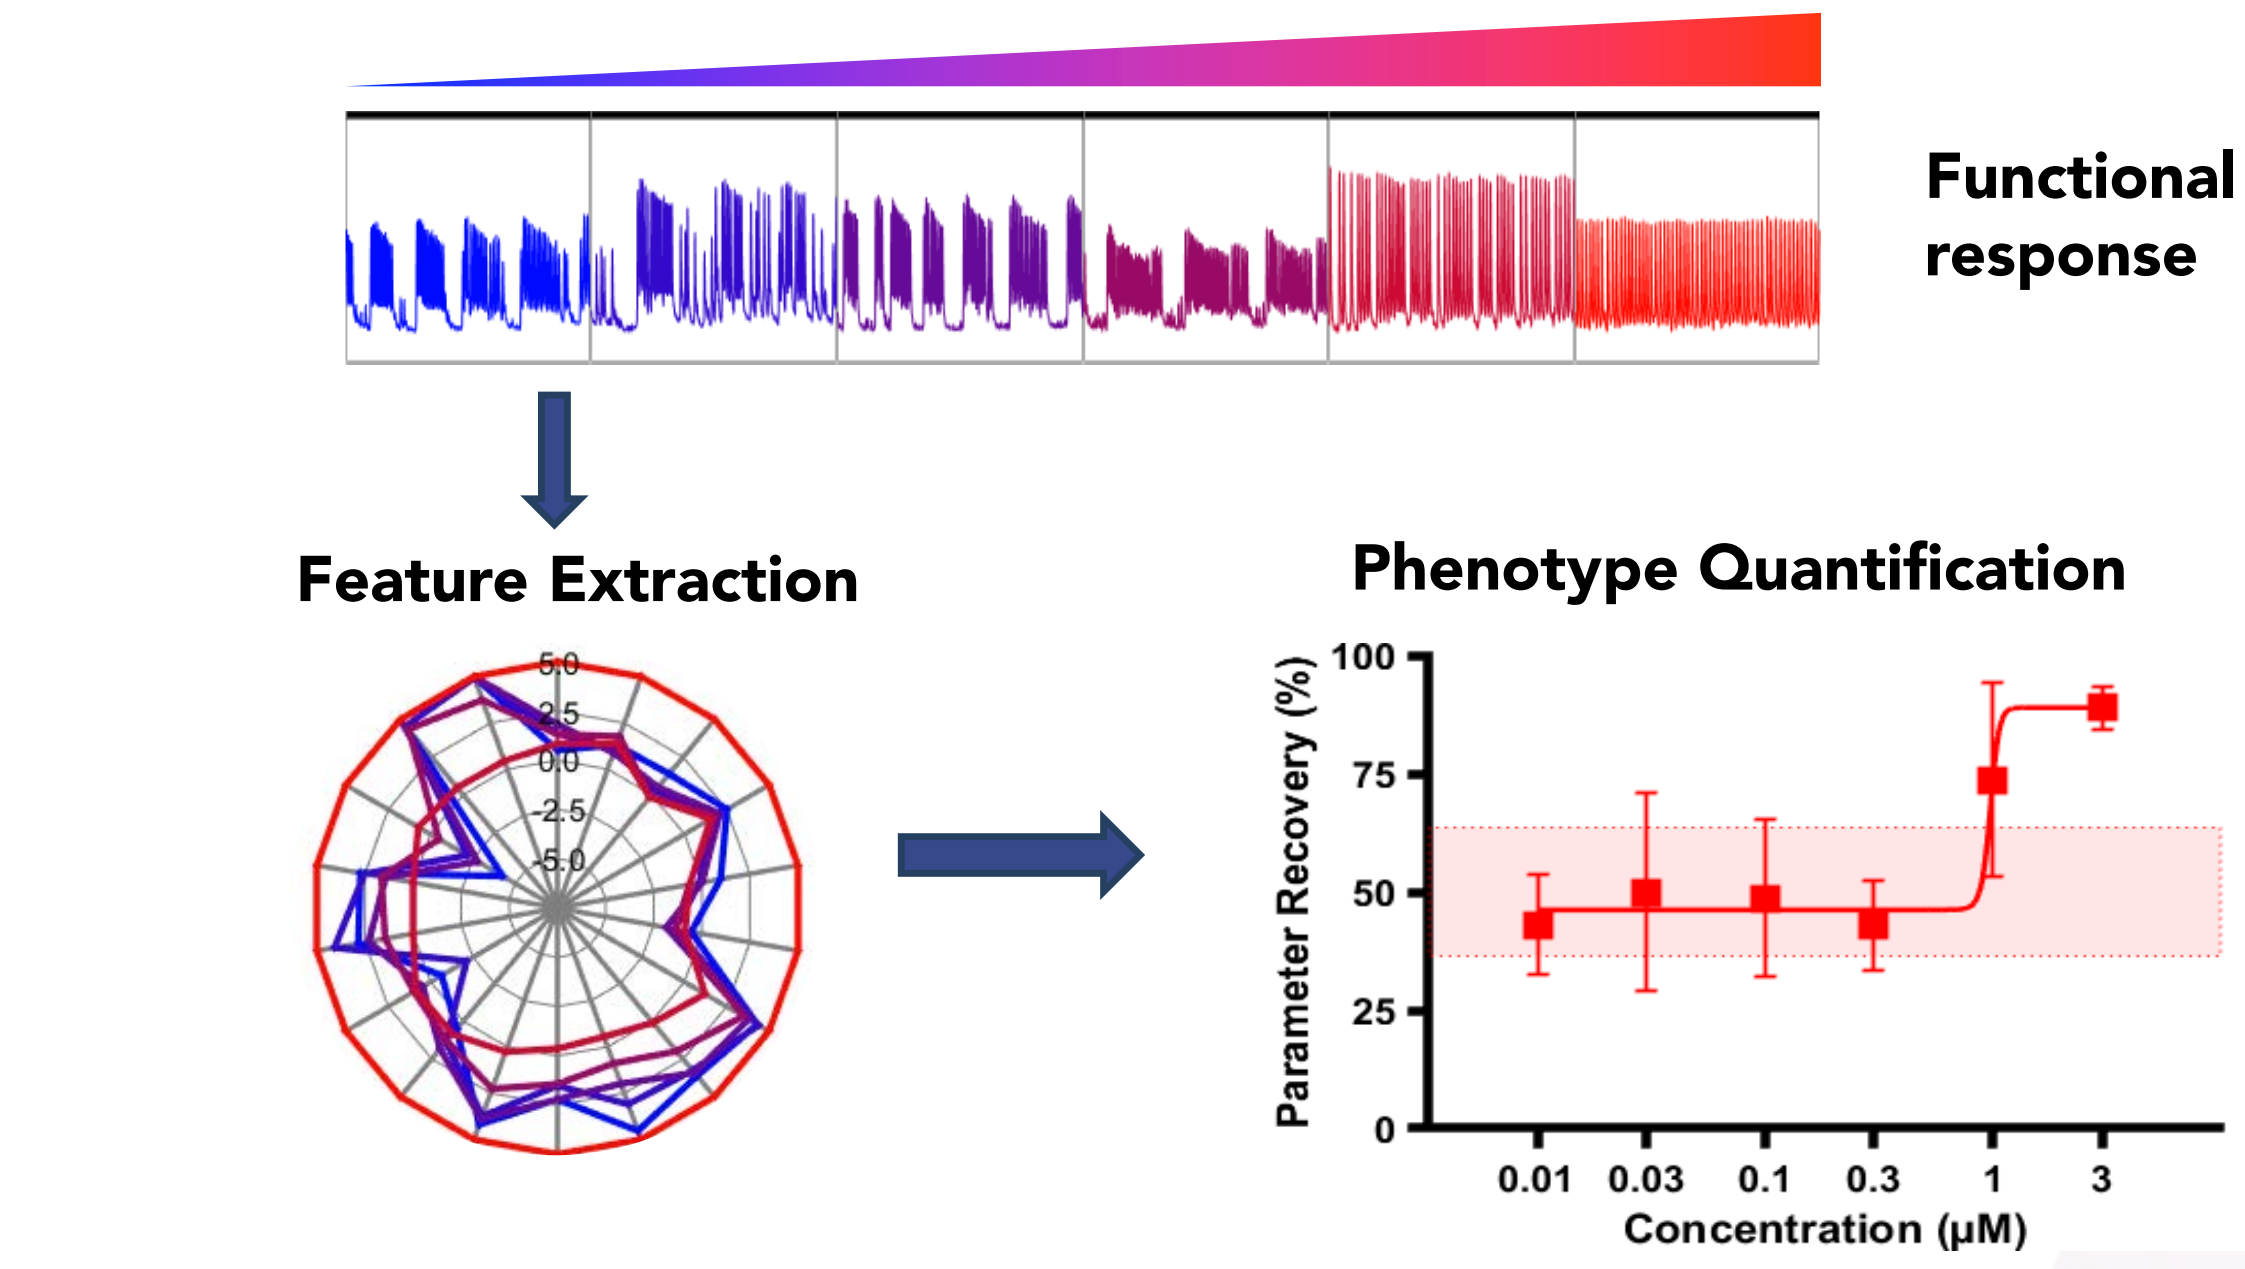 Functional
response
Feature Extraction
Phenotype Quantification
5.0
2.5
0.0
-2.5
-5.0
Parameter Recovery (%)
100
75
50
25
0
0.01 0.03 0.1 0.3 1 3
Concentration (µM)